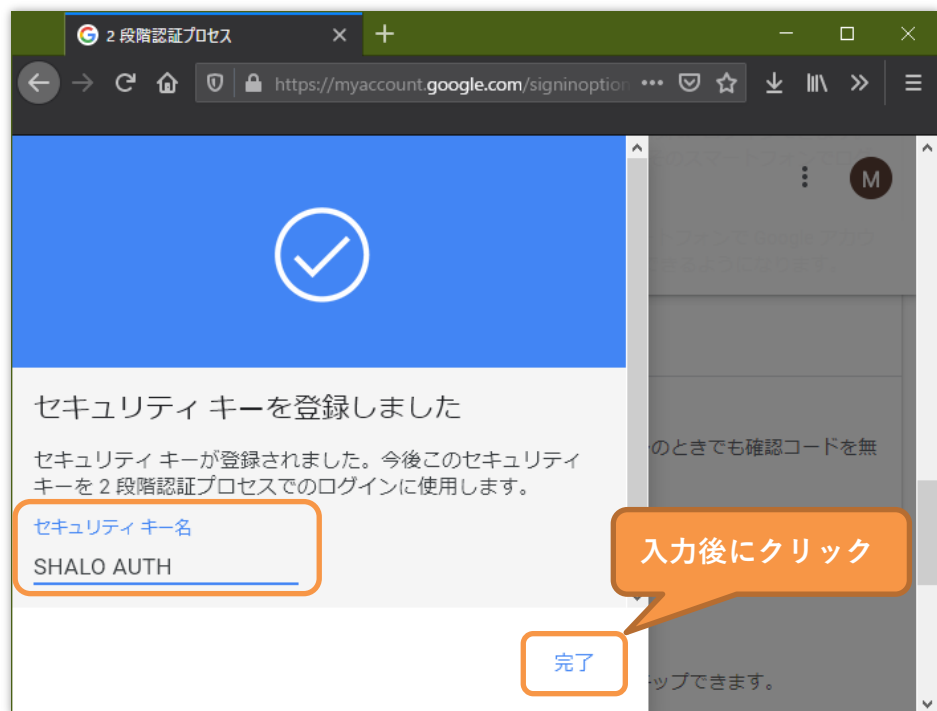 2 段階認証プロセス
https://myaccount.google.com/signinoption
M
セキュリティ キーを登録しました
セキュリティ キーが登録されました。今後このセキュリティ
キーを 2 段階認証プロセスでのログインに使用します。
セキュリティ キー名
SHALO AUTH
のときでも確認コードを無
入力後にクリック
完了
ップできます。